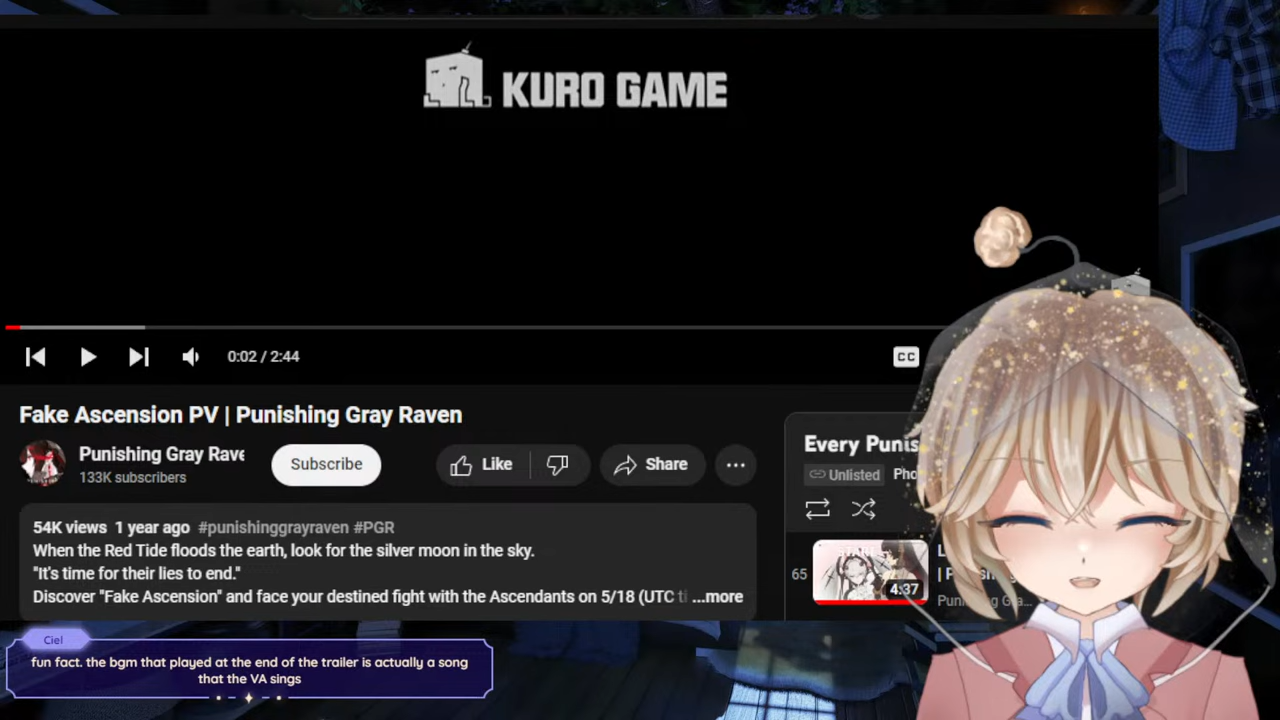 KURO GAME
0:02 / 2:44
CC
Fake Ascension PV | Punishing Gray Raven
Punishing Gray Rave
133K subscribers
Subscribe
Like
Share
54K views 1 year ago #punishinggrayraven #PGR
When the Red Tide floods the earth, look for the silver moon in the sky.
"It's time for their lies to end."
Discover "Fake Ascension" and face your destined fight with the Ascendants on 5/18 (UTC ...more
Every Punis
Unlisted
65
4:37
Ciel
fun fact. the bgm that played at the end of the trailer is actually a song
that the VA sings